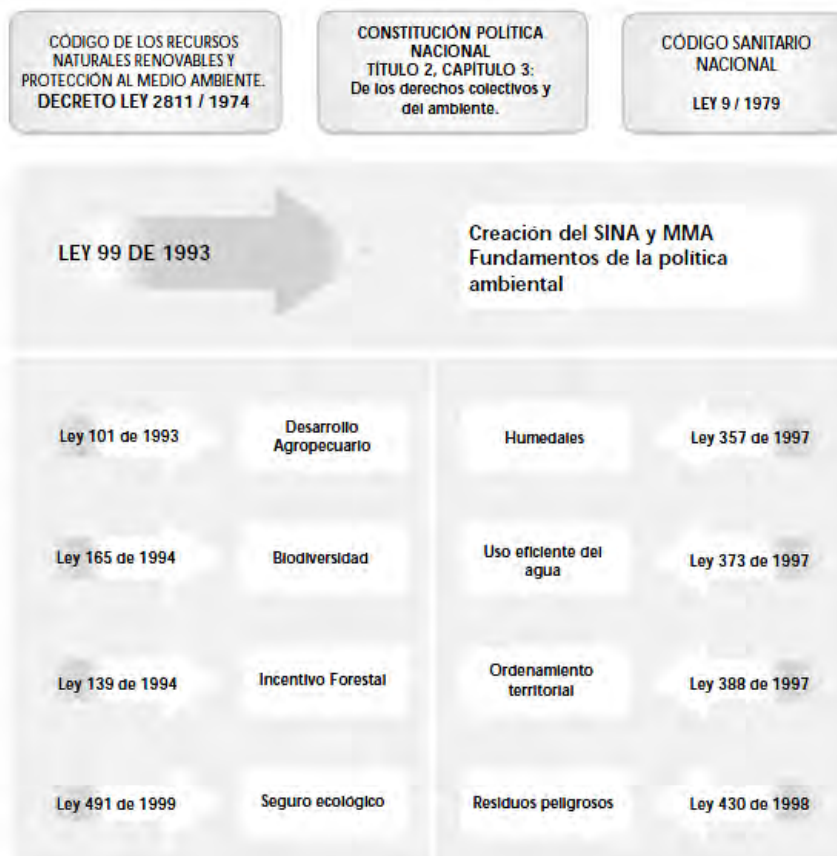 CÓDIGO DE LOS RECURSOS
NATURALES RENOVABLES Y
PROTECCIÓN AL MEDIO AMBIENTE.
DECRETO LEY 2811 / 1974
CONSTITUCIÓN POLÍTICA
NACIONAL
TÍTULO 2, CAPÍTULO 3:
De los derechos colectivos y
del ambiente.
CÓDIGO SANITARIO
NACIONAL
LEY 9 / 1979
LEY 99 DE 1993
Creación del SINA y MMA
Fundamentos de la política
ambiental
Ley 101 de 1993
Desarrollo
Agropecuario
Humedales
Ley 357 de 1997
Ley 165 de 1994
Biodiversidad
Uso eficiente del
agua
Ley 373 de 1997
Ley 139 de 1994
Incentivo Forestal
Ordenamiento
territorial
Ley 388 de 1997
Ley 491 de 1999
Seguro ecológico
Residuos peligrosos
Ley 430 de 1998